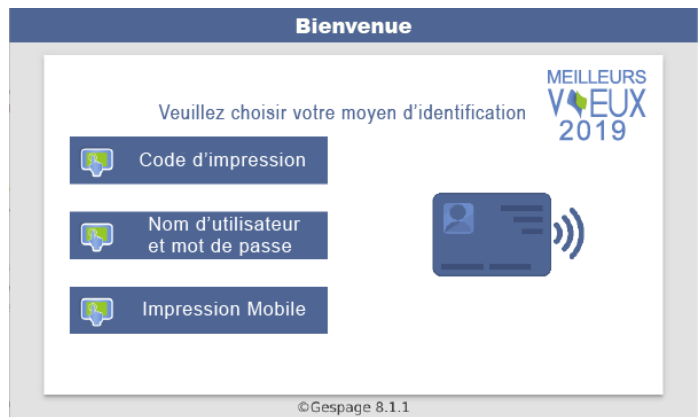 Bienvenue
MEILLEURS
VŒUX
2019
Veuillez choisir votre moyen d'identification
Code d'impression
Nom d'utilisateur
et mot de passe
Impression Mobile
©Gespage 8.1.1